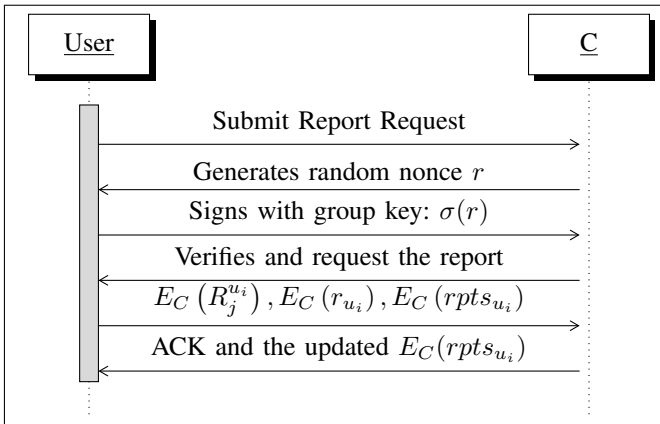 User C
Submit Report Request
Generates random nonce r
Signs with group key: σ(r)
Verifies and request the report
E_C (R_j^{u_i}) , E_C (r_{u_i}) , E_C (rpts_{u_i})
ACK and the updated E_C(rpts_{u_i})